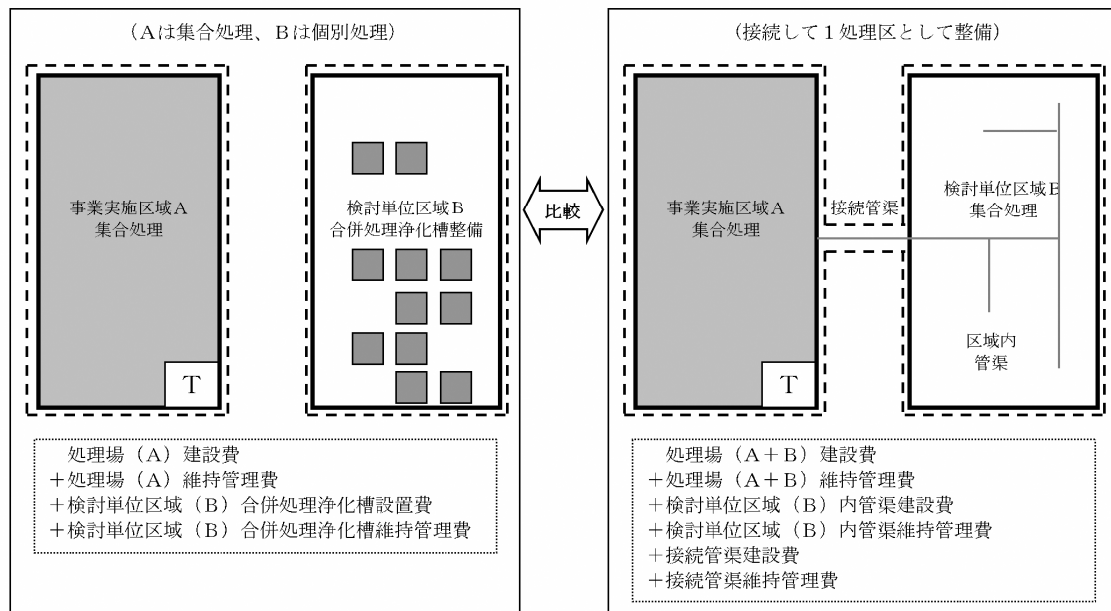 (Aは集合処理、Bは個別処理)
事業実施区域A
集合処理
T
検討単位区域B
合併処理浄化槽整備
処理場(A)建設費
+処理場(A)維持管理費
+検討単位区域(B)合併処理浄化槽設置費
+検討単位区域(B)合併処理浄化槽維持管理費
比較
(接続して1処理区として整備)
事業実施区域A
集合処理
T
接続管渠
検討単位区域B
集合処理
区域内
管渠
処理場(A+B)建設費
+処理場(A+B)維持管理費
+検討単位区域(B)内管渠建設費
+検討単位区域(B)内管渠維持管理費
+接続管渠建設費
+接続管渠維持管理費